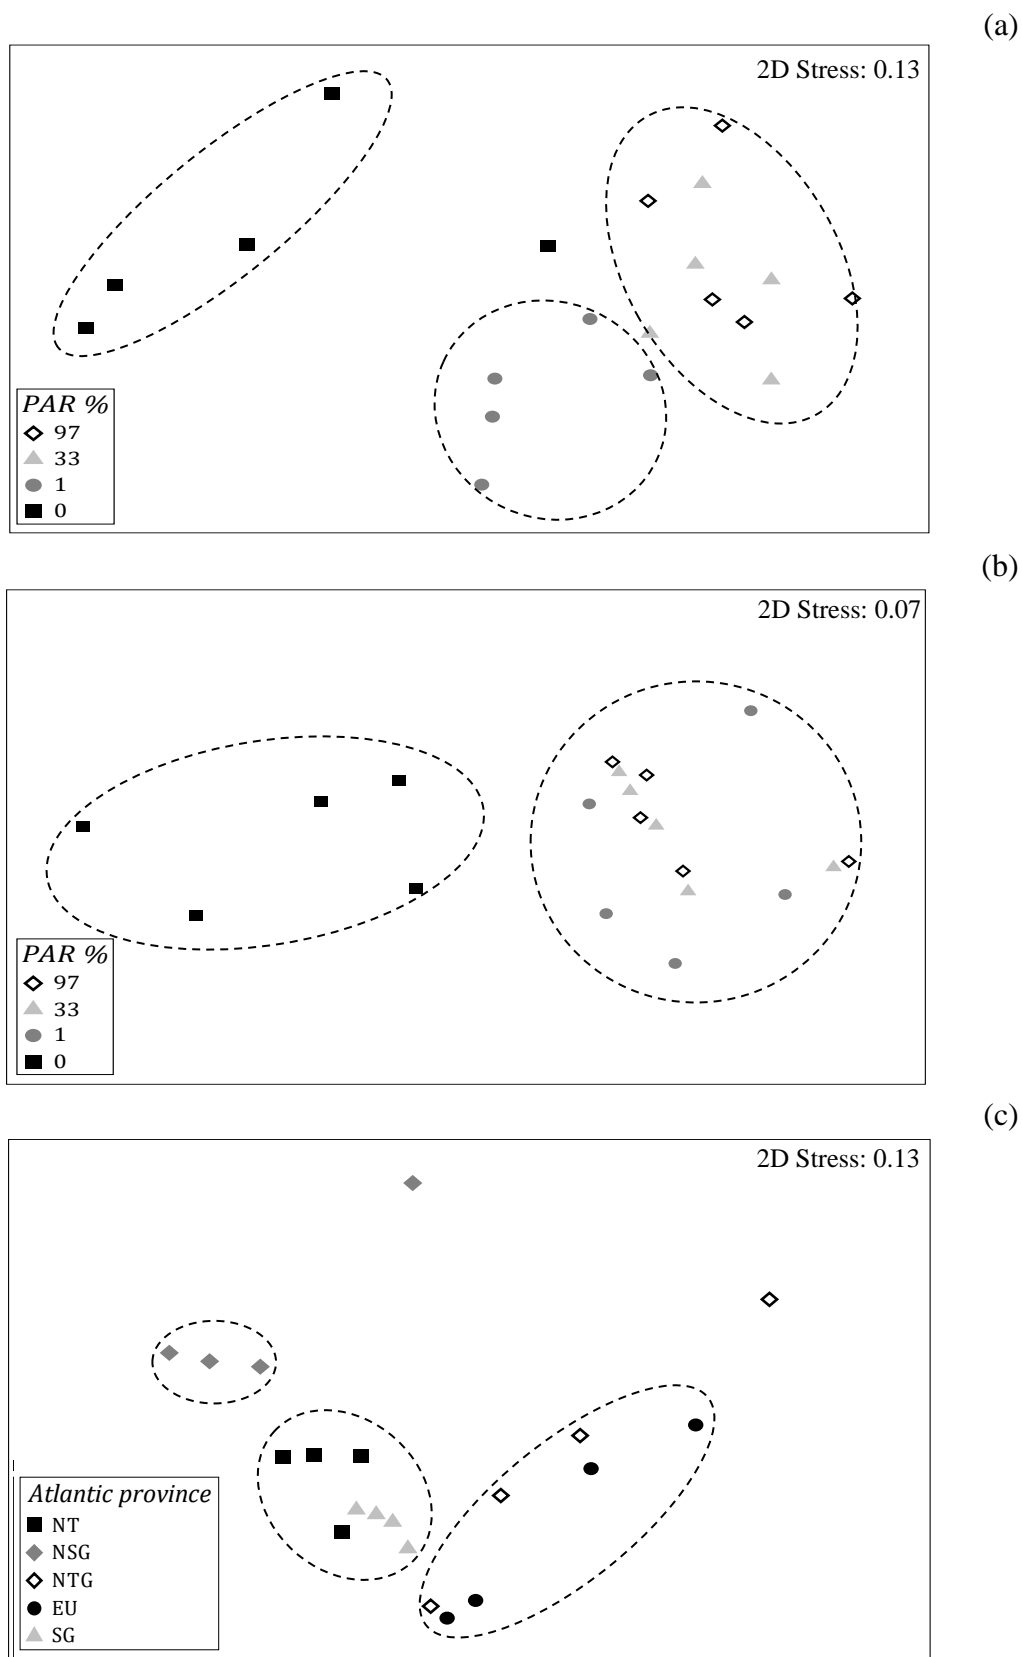 (a)
2D Stress: 0.13
PAR %
97
33
1
0
(b)
2D Stress: 0.07
PAR %
97
33
1
0
(c)
2D Stress: 0.13
Atlantic province
NT
NSG
NTG
EU
SG